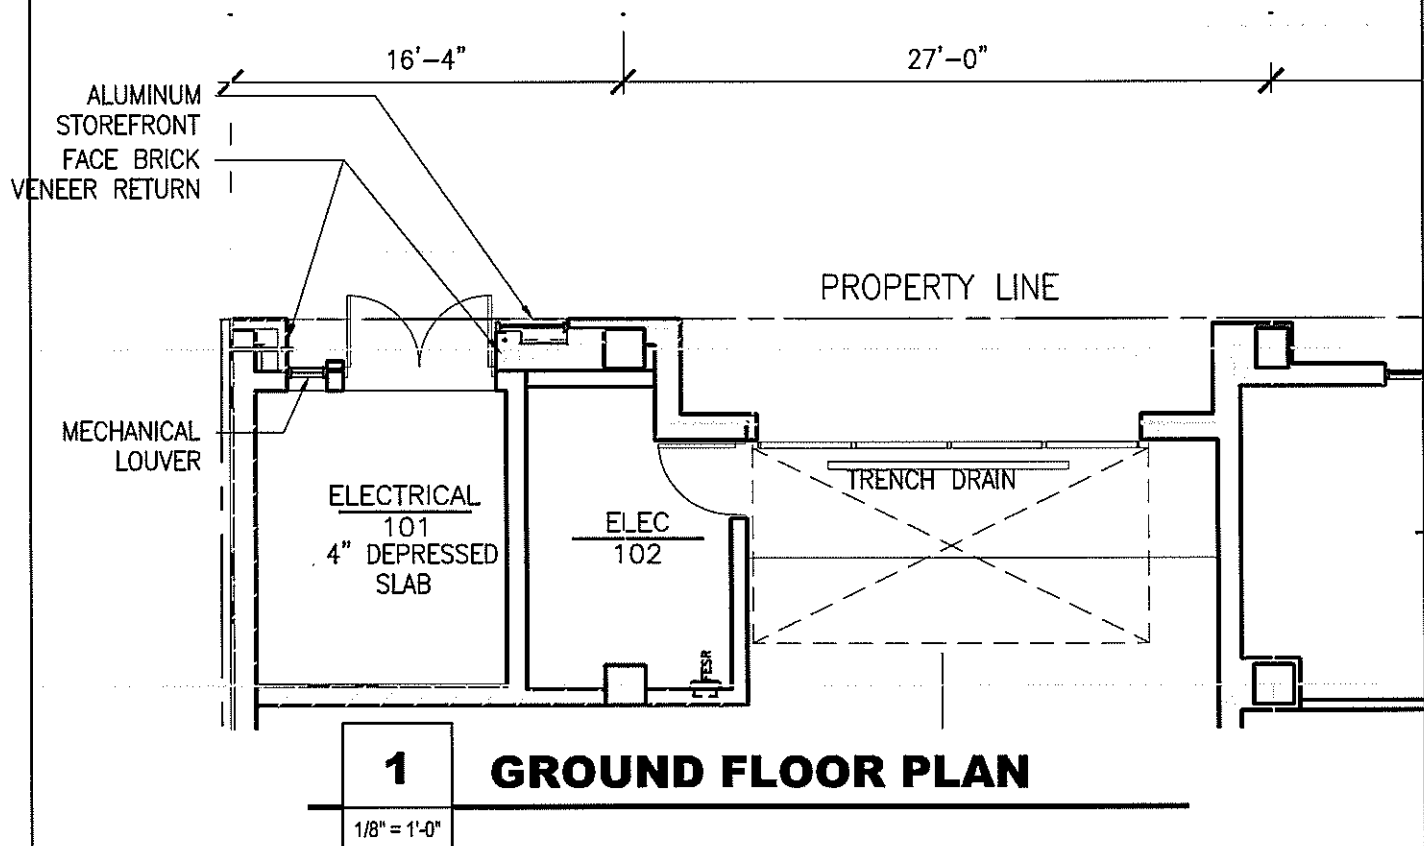 16'-4"
27'-0"
ALUMINUM
STOREFRONT
FACE BRICK
VENEER RETURN
PROPERTY LINE
MECHANICAL
LOUVER
TRENCH DRAIN
ELECTRICAL
101
4" DEPRESSED
SLAB
ELEC
102
FESR
1
GROUND FLOOR PLAN
1/8" = 1'-0"